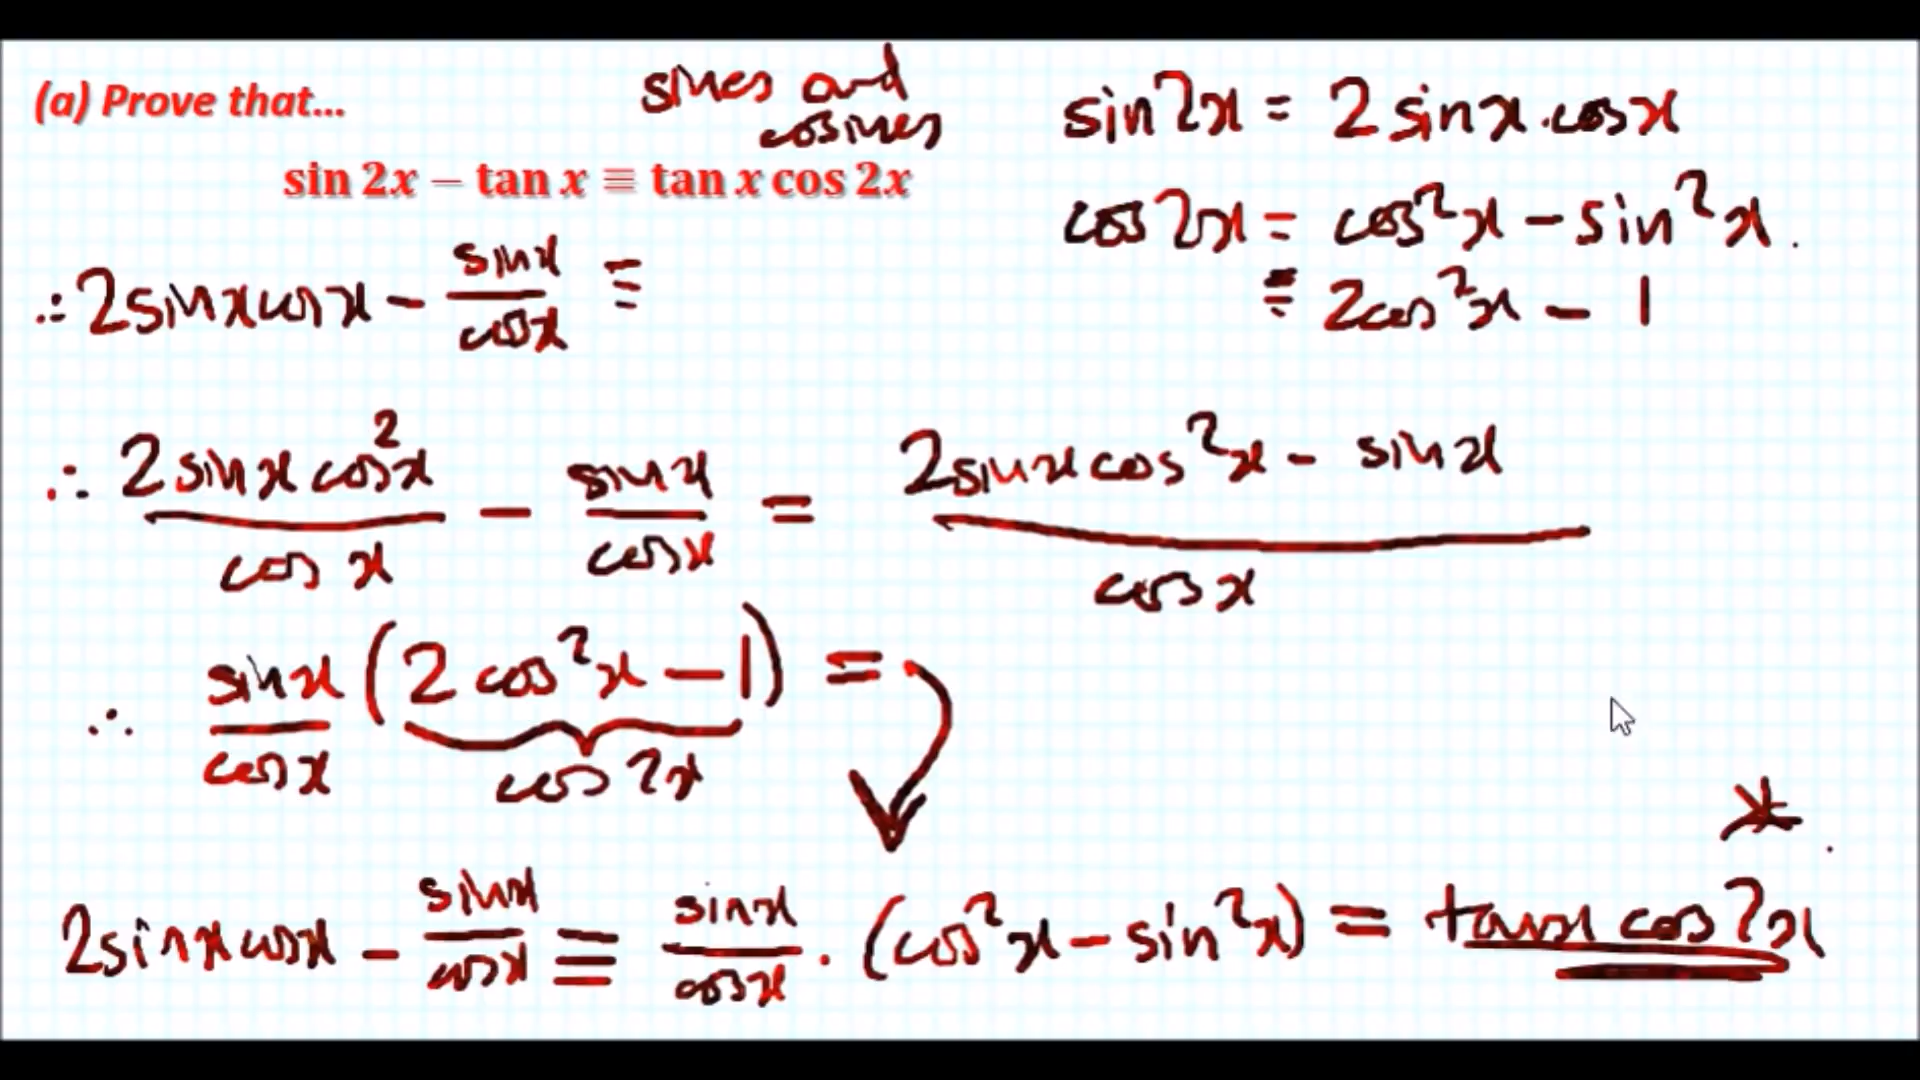 (a) Prove that...
sines and
cosines
sin 2x − tan x ≡ tan x cos 2x
sin2x = 2 sinx.cosx
cos2x = cos²x − sin²x.
≡ 2cos²x − 1
∴ 2sinxcosx − sinx/cosx ≡
∴ 2sinxcos²x/cosx − sinx/cosx = 2sinxcos²x − sinx/cosx
∴ sinx/cosx (2cos²x − 1) =
cos2x
*
2sinxcosx − sinx/cosx ≡ sinx/cosx . (cos²x − sin²x) = tanx cos2x